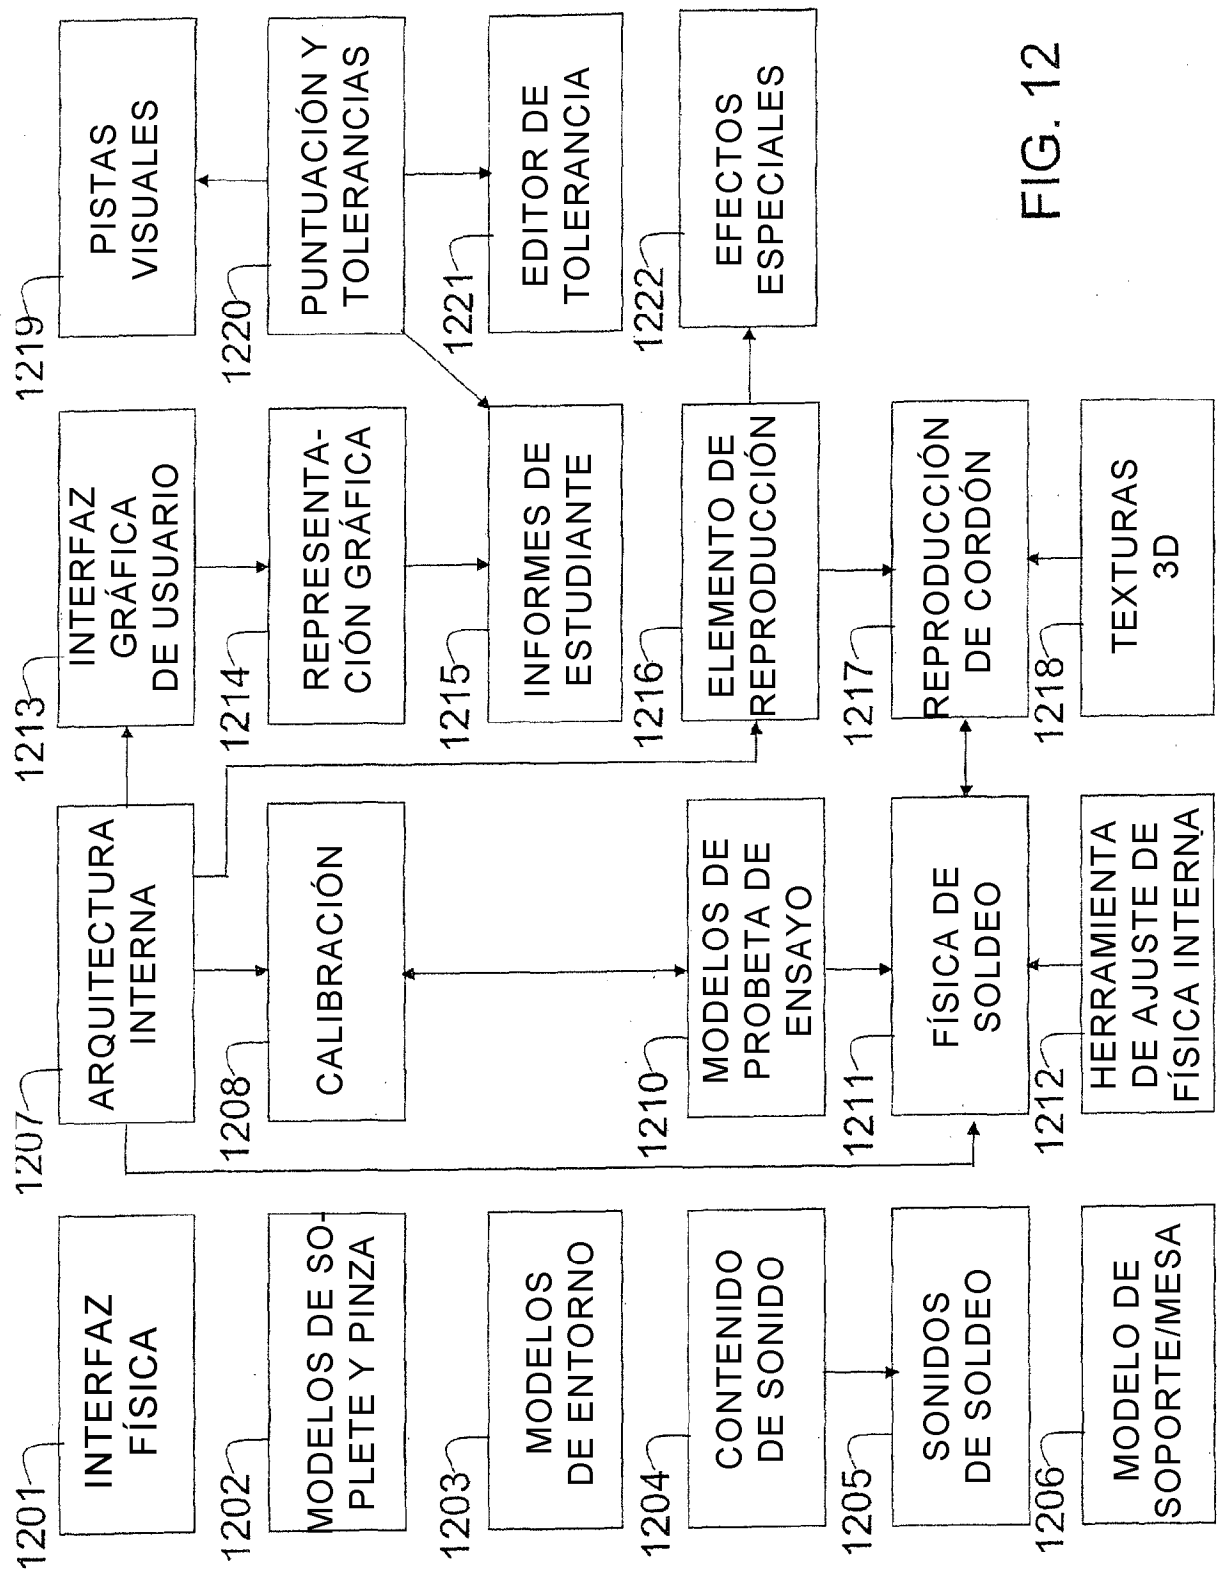 1201
INTERFAZ
FÍSICA
1202
MODELOS DE SO-
PLETE Y PINZA
1203
MODELOS
DE ENTORNO
1204
CONTENIDO
DE SONIDO
1205
SONIDOS
DE SOLDEO
1206
MODELO DE
SOPORTE/MESA
1207
ARQUITECTURA
INTERNA
1208
CALIBRACIÓN
1210
MODELOS DE
PROBETA DE
ENSAYO
1211
FÍSICA DE
SOLDEO
1212
HERRAMIENTA
DE AJUSTE DE
FÍSICA INTERNA
1213
INTERFAZ
GRÁFICA
DE USUARIO
1214
REPRESENTA-
CIÓN GRÁFICA
1215
INFORMES DE
ESTUDIANTE
1216
ELEMENTO DE
REPRODUCCIÓN
1217
REPRODUCCIÓN
DE CORDÓN
1218
TEXTURAS
3D
1219
PISTAS
VISUALES
1220
PUNTUACIÓN Y
TOLERANCIAS
1221
EDITOR DE
TOLERANCIA
1222
EFECTOS
ESPECIALES
FIG. 12